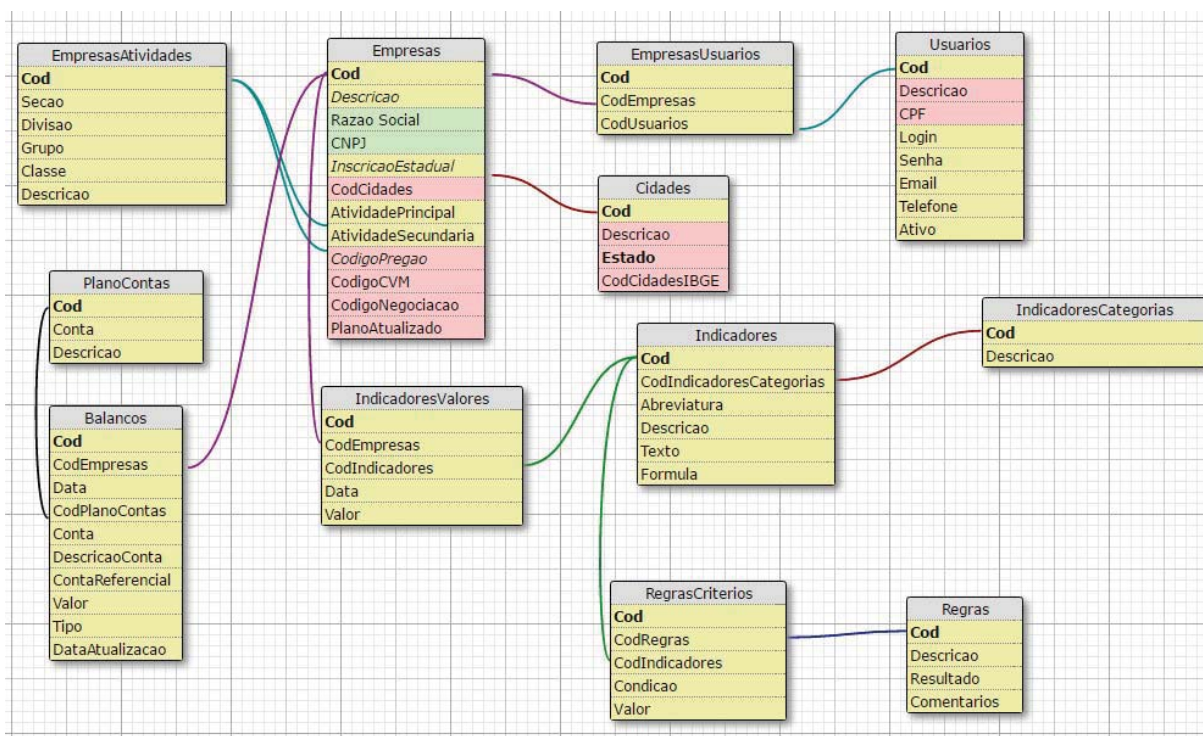 EmpresasAtividades
Cod
Secao
Divisao
Grupo
Classe
Descricao
Empresas
Cod
Descricao
Razao Social
CNPJ
InscricaoEstadual
CodCidades
AtividadePrincipal
AtividadeSecundaria
CodigoPregao
CodigoCVM
CodigoNegociacao
PlanoAtualizado
EmpresasUsuarios
Cod
CodEmpresas
CodUsuarios
Usuarios
Cod
Descricao
CPF
Login
Senha
Email
Telefone
Ativo
Cidades
Cod
Descricao
Estado
CodCidadesIBGE
PlanoContas
Cod
Conta
Descricao
Balancos
Cod
CodEmpresas
Data
CodPlanoContas
Conta
DescricaoConta
ContaReferencial
Valor
Tipo
DataAtualizacao
IndicadoresValores
Cod
CodEmpresas
CodIndicadores
Data
Valor
Indicadores
Cod
CodIndicadoresCategorias
Abreviatura
Descricao
Texto
Formula
IndicadoresCategorias
Cod
Descricao
RegrasCriterios
Cod
CodRegras
CodIndicadores
Condicao
Valor
Regras
Cod
Descricao
Resultado
Comentarios